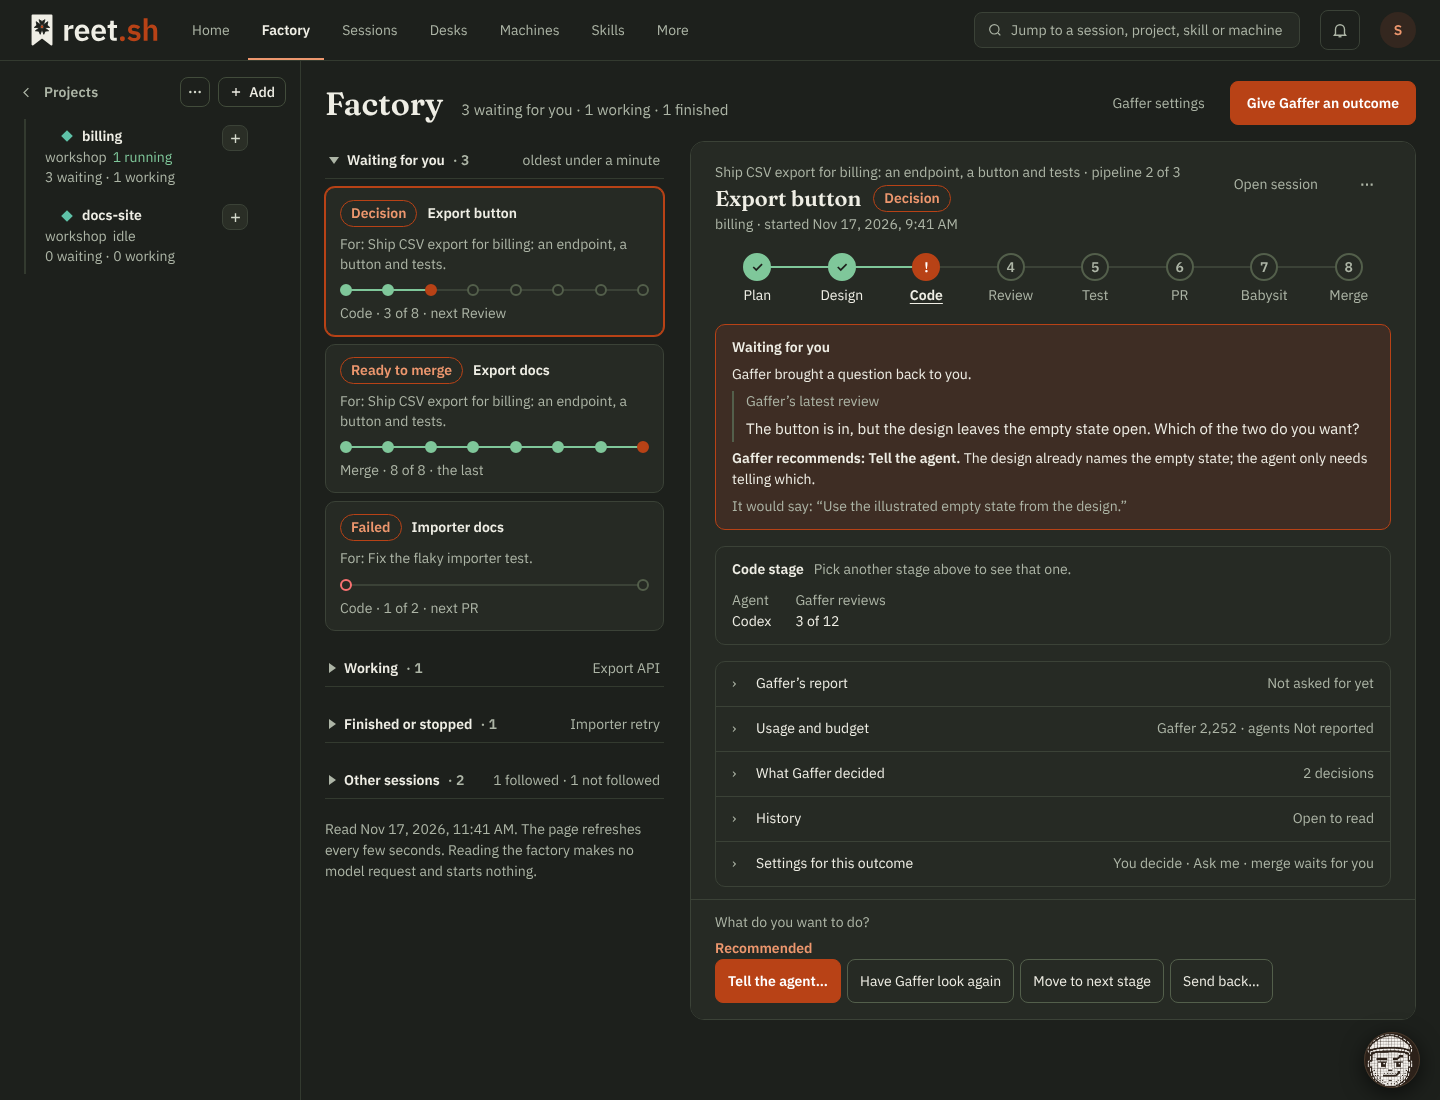 reet.sh
Home
Factory
Sessions
Desks
Machines
Skills
More
Jump to a session, project, skill or machine
S
Projects
Add
billing
workshop 1 running
3 waiting · 1 working
docs-site
workshop idle
0 waiting · 0 working
Factory
3 waiting for you · 1 working · 1 finished
Gaffer settings
Give Gaffer an outcome
Waiting for you · 3
oldest under a minute
Decision
Export button
For: Ship CSV export for billing: an endpoint, a
button and tests.
Code · 3 of 8 · next Review
Ready to merge
Export docs
For: Ship CSV export for billing: an endpoint, a
button and tests.
Merge · 8 of 8 · the last
Failed
Importer docs
For: Fix the flaky importer test.
Code · 1 of 2 · next PR
Working · 1
Export API
Finished or stopped · 1
Importer retry
Other sessions · 2
1 followed · 1 not followed
Read Nov 17, 2026, 11:41 AM. The page refreshes
every few seconds. Reading the factory makes no
model request and starts nothing.
Ship CSV export for billing: an endpoint, a button and tests · pipeline 2 of 3
Export button
Decision
billing · started Nov 17, 2026, 9:41 AM
Open session
···
! 4 5 6 7 8
Plan Design Code Review Test PR Babysit Merge
Waiting for you
Gaffer brought a question back to you.
Gaffer’s latest review
The button is in, but the design leaves the empty state open. Which of the two do you want?
Gaffer recommends: Tell the agent. The design already names the empty state; the agent only needs
telling which.
It would say: “Use the illustrated empty state from the design.”
Code stage Pick another stage above to see that one.
Agent Gaffer reviews
Codex 3 of 12
Gaffer’s report
Not asked for yet
Usage and budget
Gaffer 2,252 · agents Not reported
What Gaffer decided
2 decisions
History
Open to read
Settings for this outcome
You decide · Ask me · merge waits for you
What do you want to do?
Recommended
Tell the agent…
Have Gaffer look again
Move to next stage
Send back…